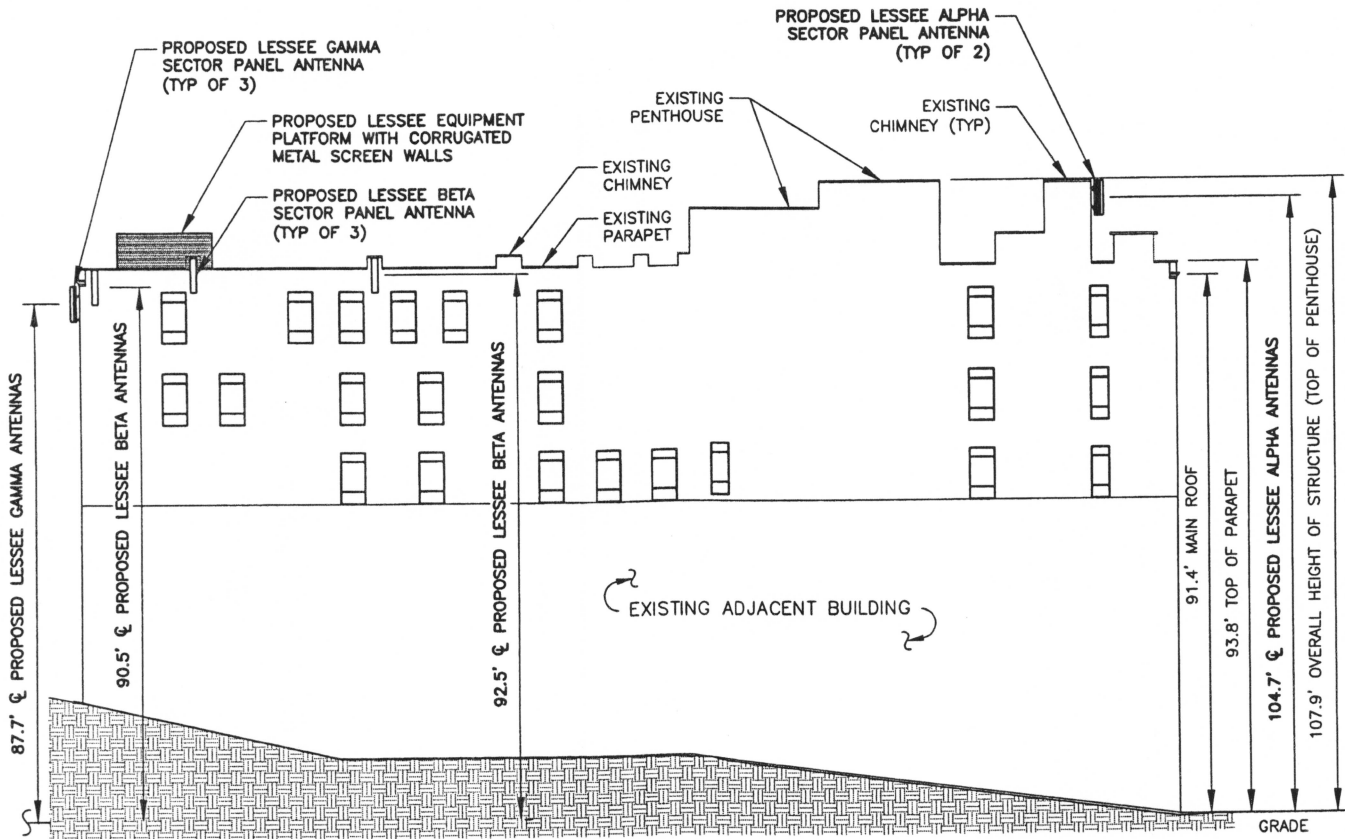 PROPOSED LESSEE GAMMA
SECTOR PANEL ANTENNA
(TYP OF 3)
PROPOSED LESSEE EQUIPMENT
PLATFORM WITH CORRUGATED
METAL SCREEN WALLS
PROPOSED LESSEE BETA
SECTOR PANEL ANTENNA
(TYP OF 3)
EXISTING
CHIMNEY
EXISTING
PARAPET
EXISTING
PENTHOUSE
PROPOSED LESSEE ALPHA
SECTOR PANEL ANTENNA
(TYP OF 2)
EXISTING
CHIMNEY (TYP)
87.7' ℄ PROPOSED LESSEE GAMMA ANTENNAS
90.5' ℄ PROPOSED LESSEE BETA ANTENNAS
92.5' ℄ PROPOSED LESSEE BETA ANTENNAS
EXISTING ADJACENT BUILDING
91.4' MAIN ROOF
93.8' TOP OF PARAPET
104.7' ℄ PROPOSED LESSEE ALPHA ANTENNAS
107.9' OVERALL HEIGHT OF STRUCTURE (TOP OF PENTHOUSE)
GRADE